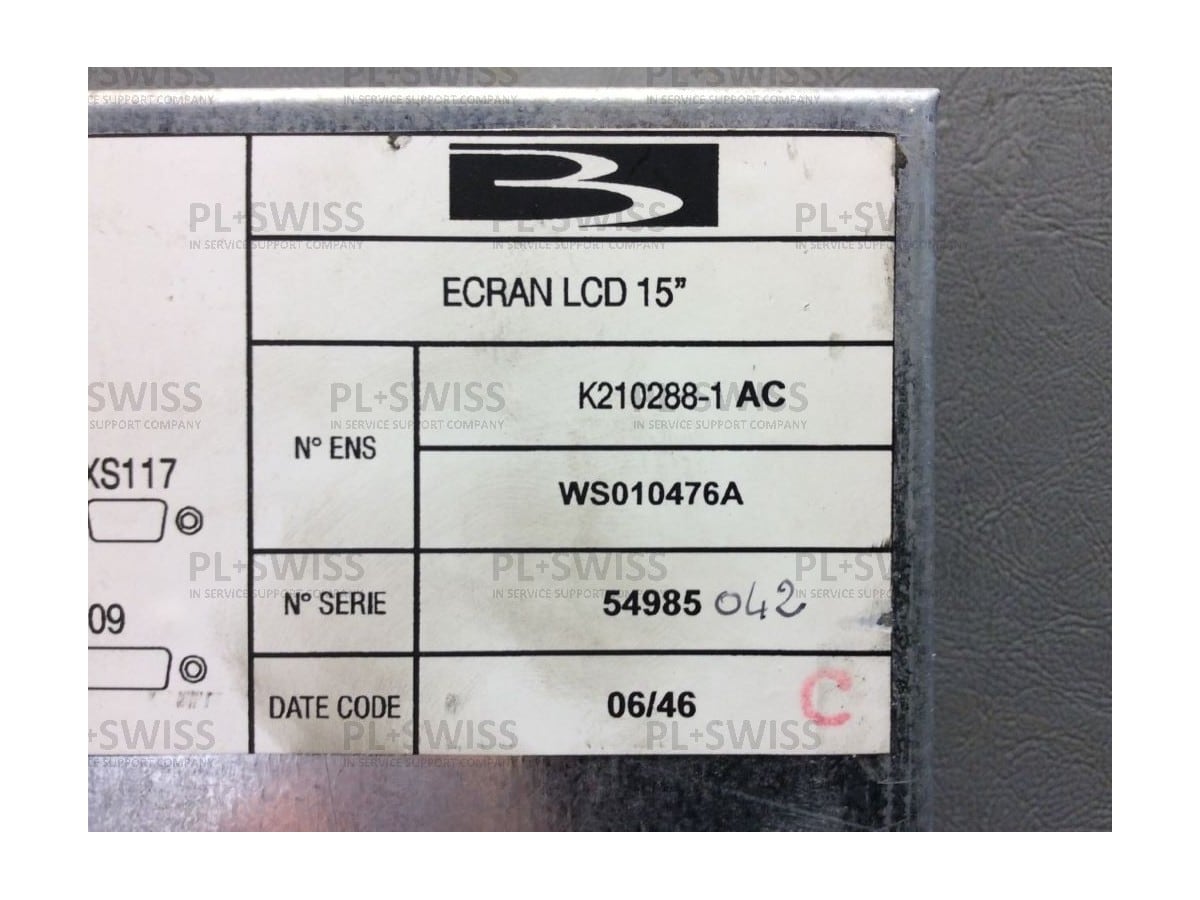 ECRAN LCD 15”
N° ENS
K210288-1 AC
WS010476A
XS117
09
N° SERIE
54985 042
DATE CODE
06/46
C
PL+SWISS
IN SERVICE SUPPORT COMPANY